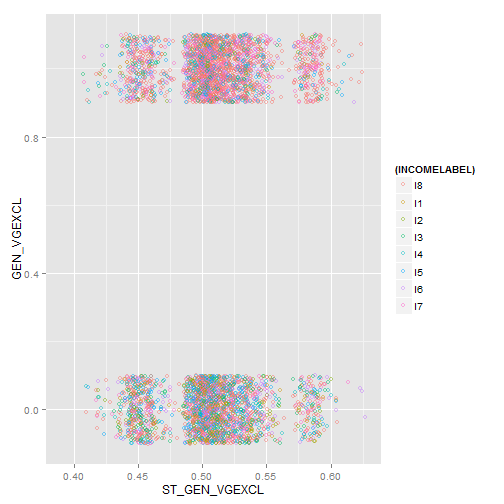 GEN_VGEXCL
0.8
0.4
0.0
0.40
0.45
0.50
0.55
0.60
ST_GEN_VGEXCL
(INCOMELABEL)
I8
I1
I2
I3
I4
I5
I6
I7